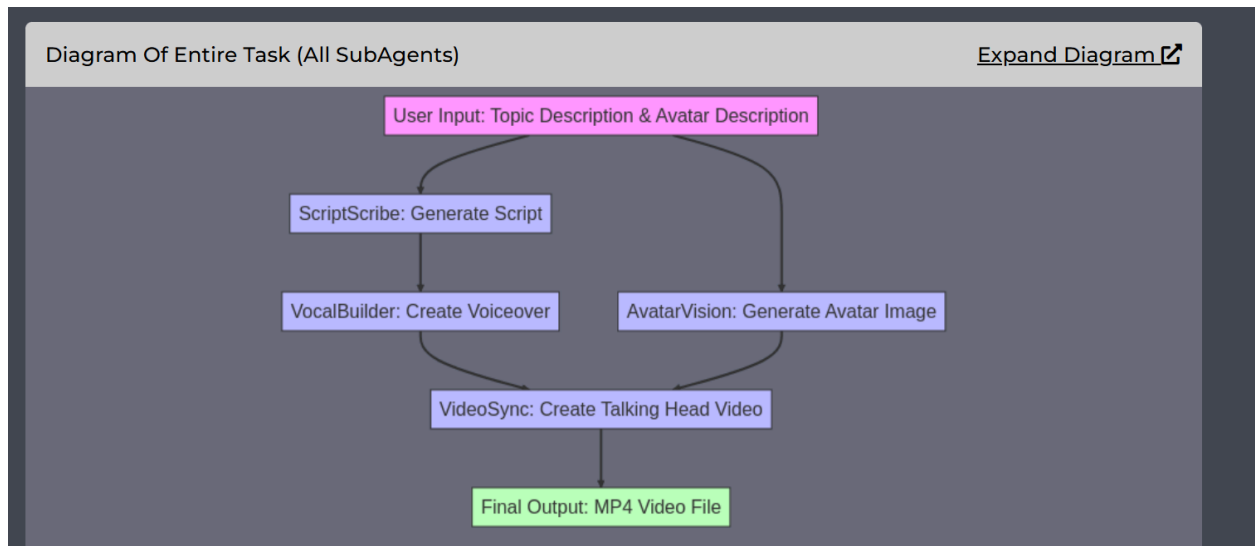 Diagram Of Entire Task (All SubAgents)
Expand Diagram
User Input: Topic Description & Avatar Description
ScriptScribe: Generate Script
VocalBuilder: Create Voiceover
AvatarVision: Generate Avatar Image
VideoSync: Create Talking Head Video
Final Output: MP4 Video File